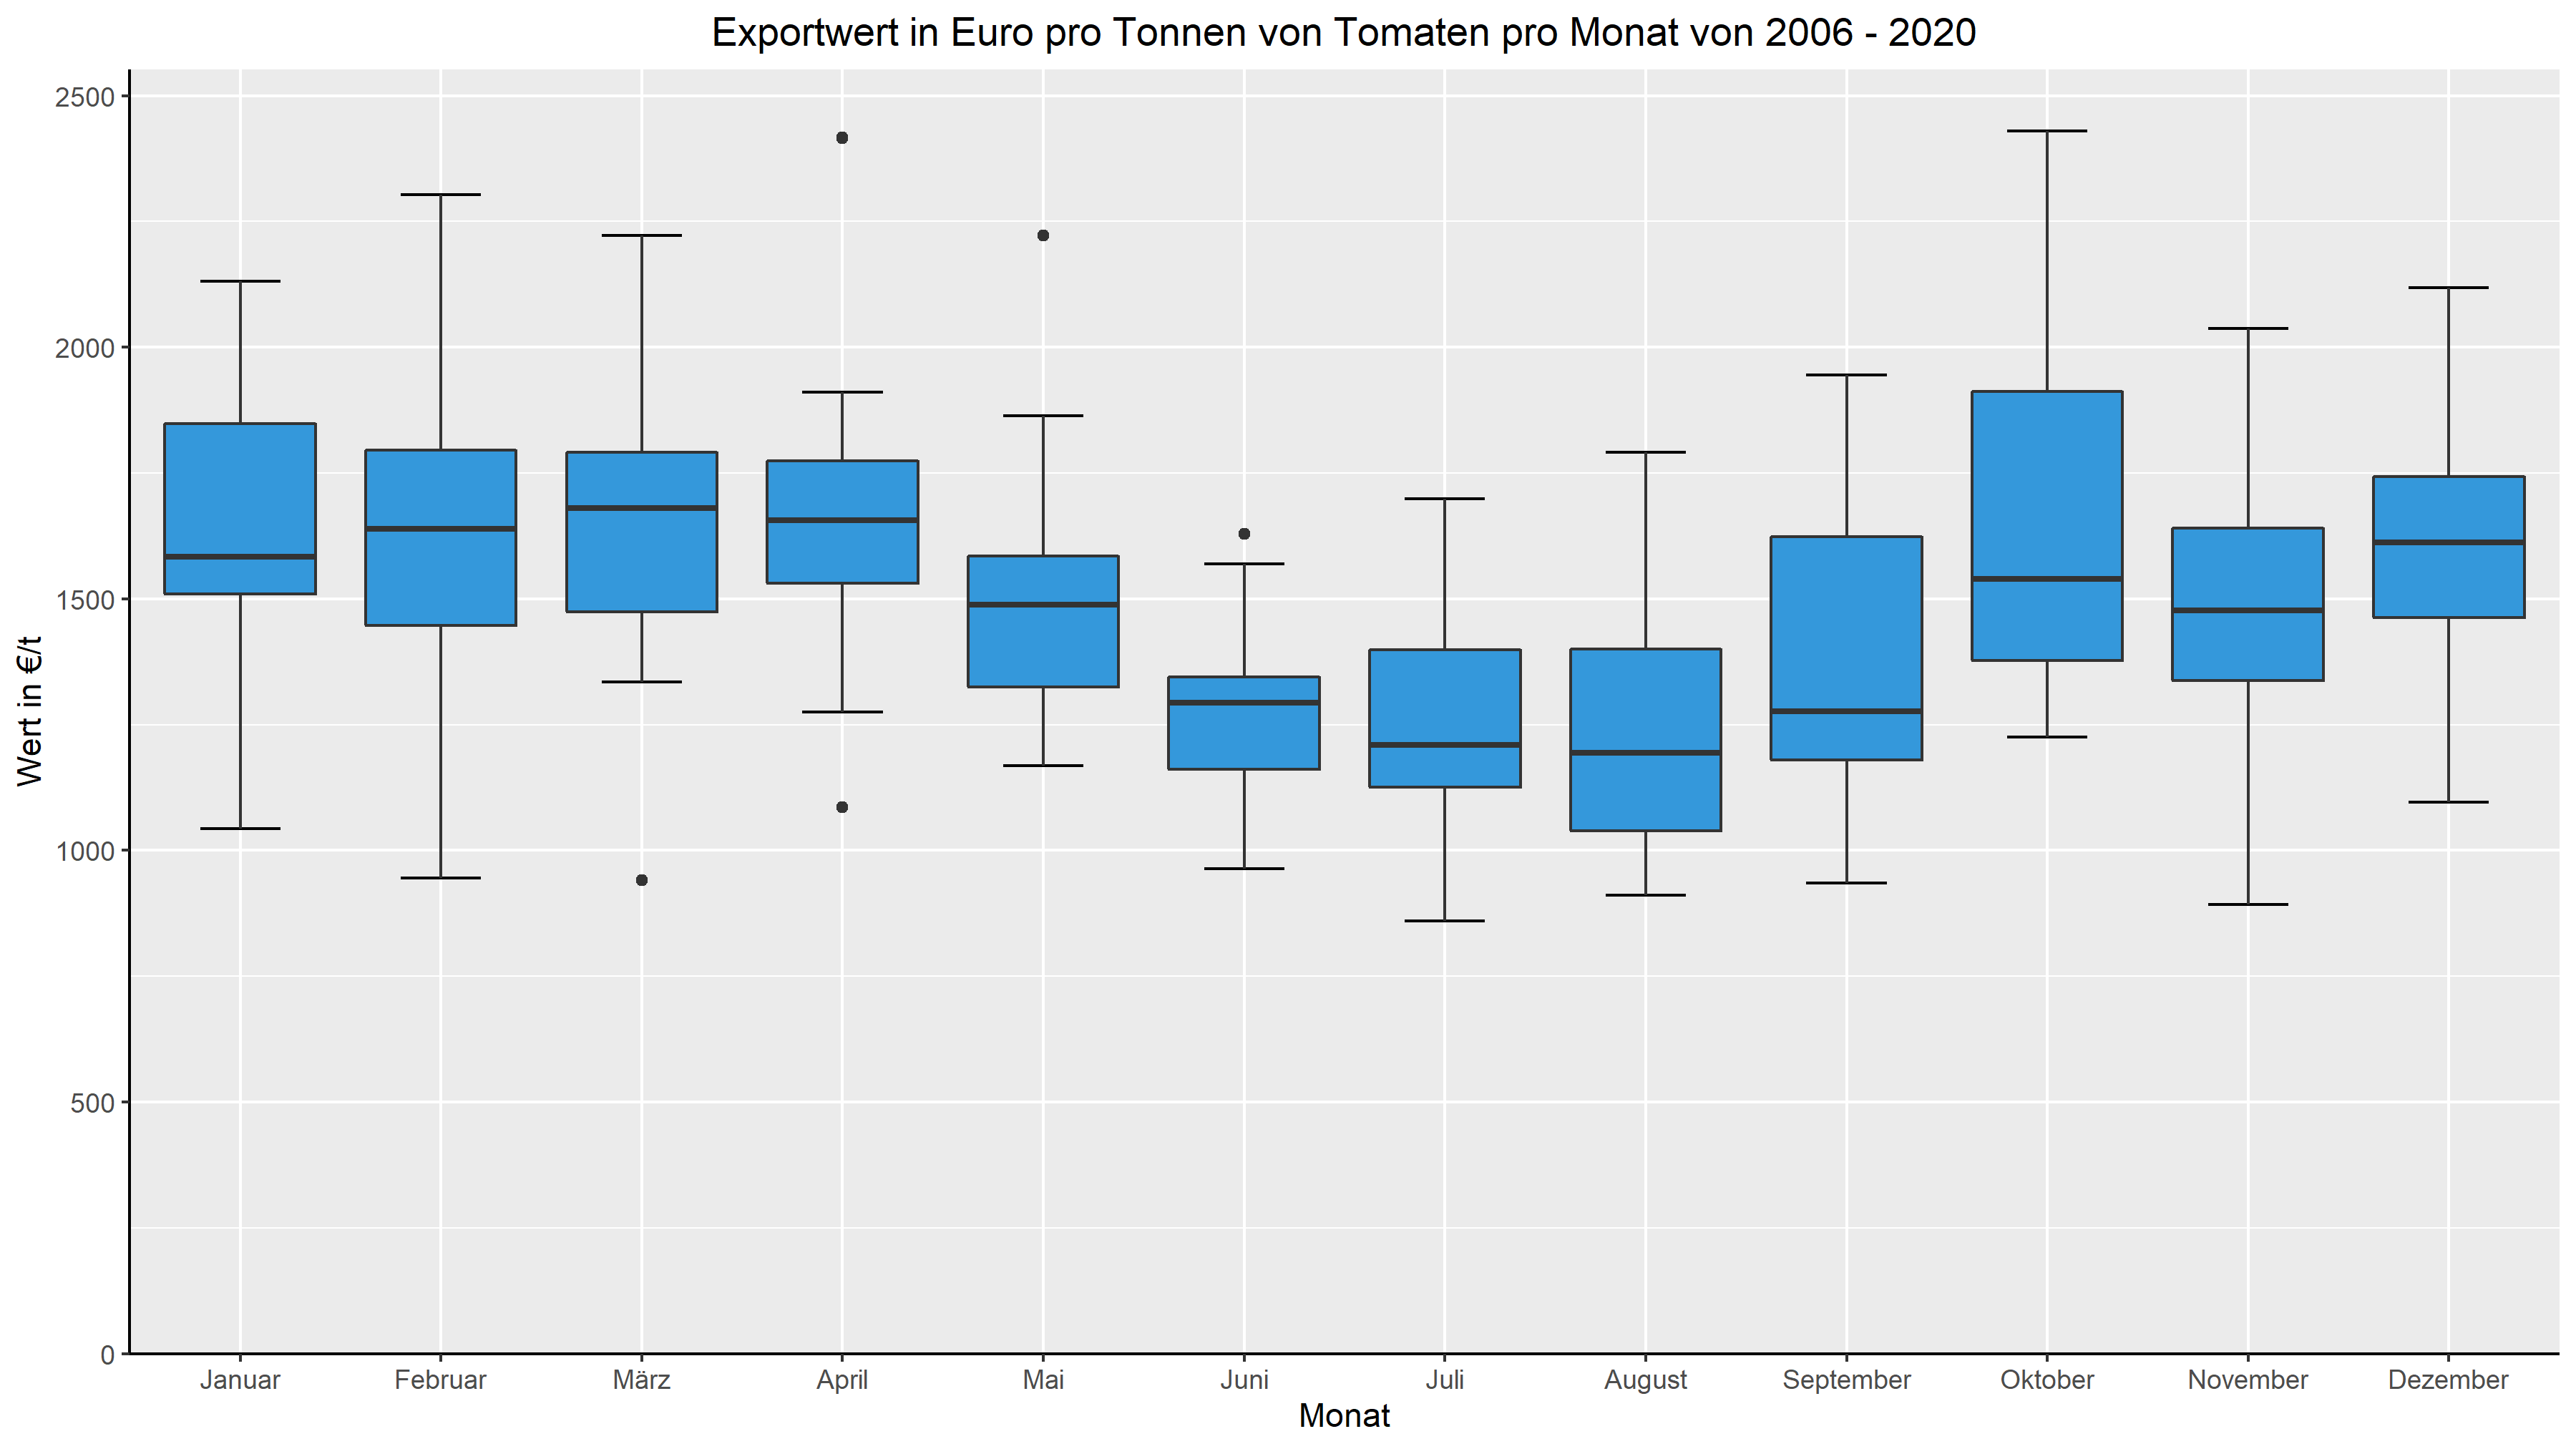 Exportwert in Euro pro Tonnen von Tomaten pro Monat von 2006 - 2020
Wert in €/t
2500
2000
1500
1000
500
0
Januar Februar März April Mai Juni Juli August September Oktober November Dezember
Monat